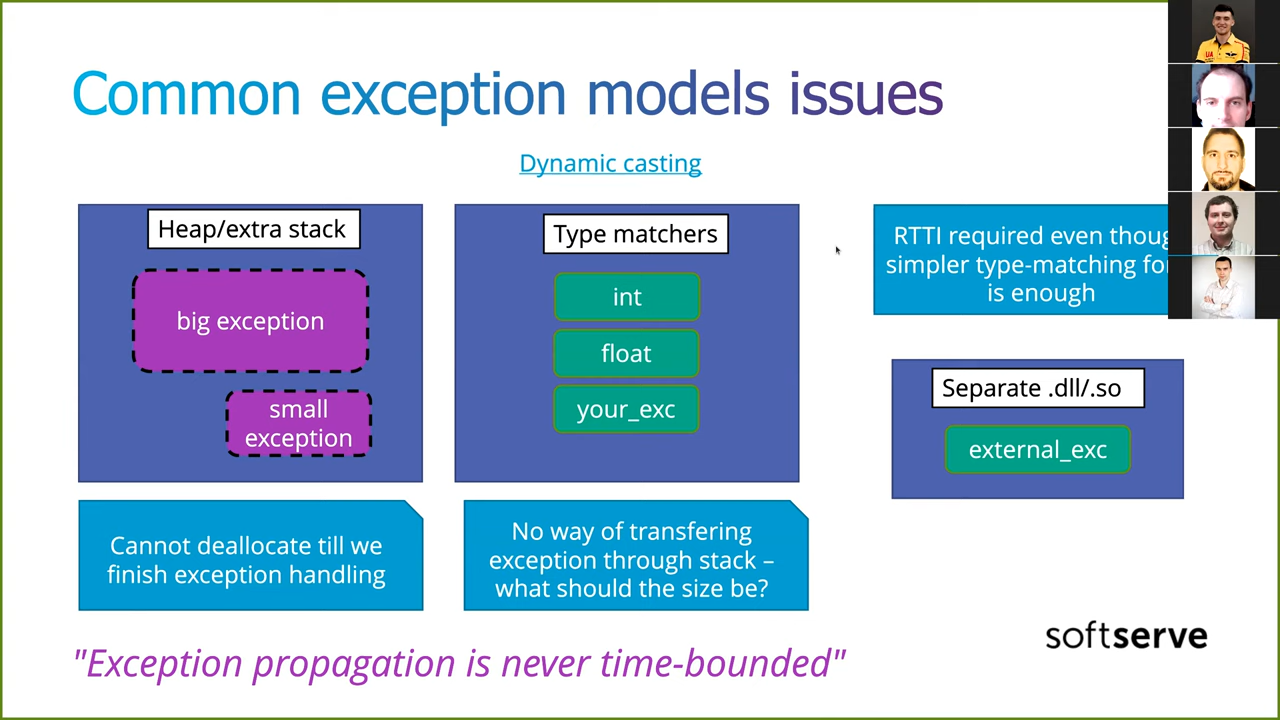 Common exception models issues
Dynamic casting
Heap/extra stack
big exception
small
exception
Cannot deallocate till we
finish exception handling
Type matchers
int
float
your_exc
No way of transfering
exception through stack –
what should the size be?
RTTI required even
simpler type-matching
is enough
Separate .dll/.so
external_exc
"Exception propagation is never time-bounded"
softserve
UA